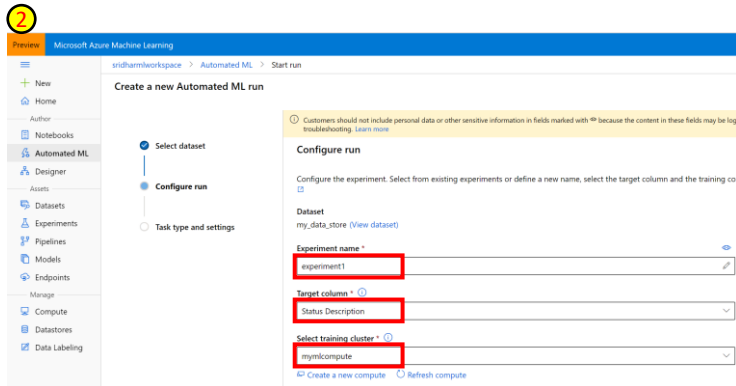 2
Preview Microsoft Azure Machine Learning
sridharmlworkspace > Automated ML > Start run
New
Home
Author
Notebooks
Automated ML
Designer
Assets
Datasets
Experiments
Pipelines
Models
Endpoints
Manage
Compute
Datastores
Data Labeling
Create a new Automated ML run
Select dataset
Configure run
Task type and settings
Customers should not include personal data or other sensitive information in fields marked with because the content in these fields may be log
troubleshooting. Learn more
Configure run
Configure the experiment. Select from existing experiments or define a new name, select the target column and the training co
Dataset
my_data_store (View dataset)
Experiment name *
experiment1
Target column *
Status Description
Select training cluster *
mymlcompute
Create a new compute Refresh compute